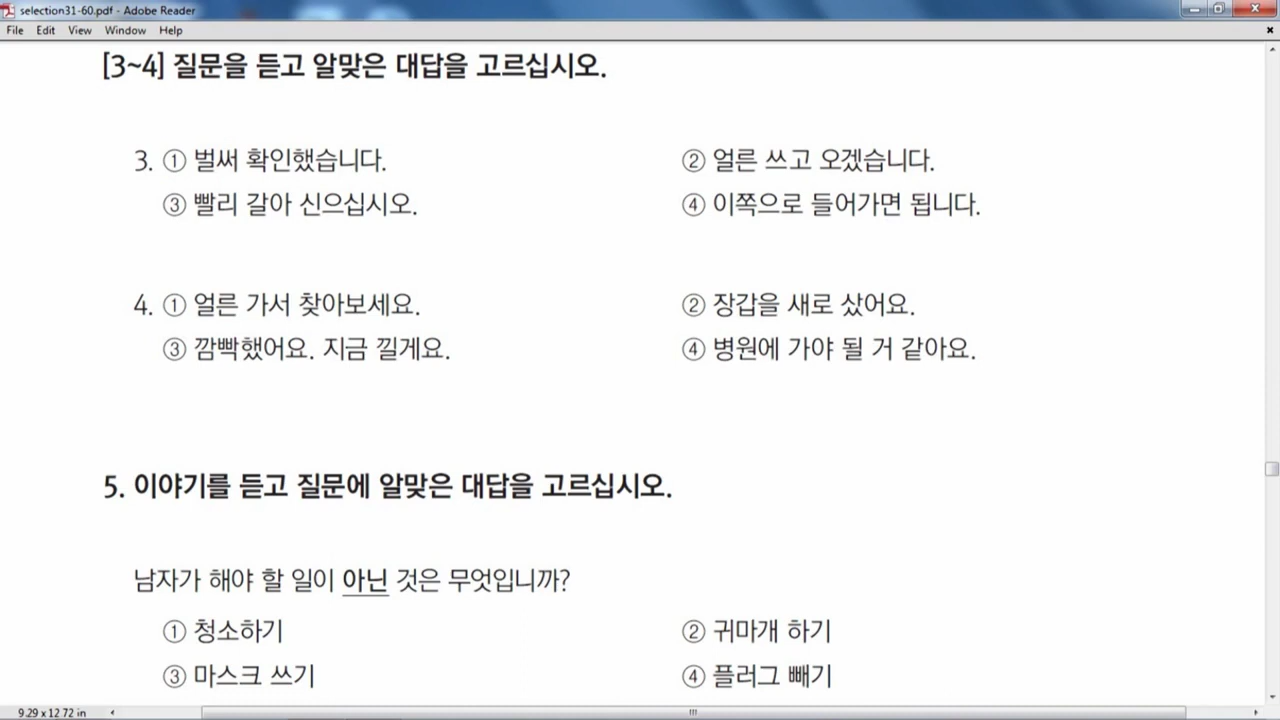 selection31-60.pdf - Adobe Reader
File Edit View Window Help
[3~4] 질문을 듣고 알맞은 대답을 고르십시오.
3. ① 벌써 확인했습니다. ② 얼른 쓰고 오겠습니다.
③ 빨리 갈아 신으십시오. ④ 이쪽으로 들어가면 됩니다.
4. ① 얼른 가서 찾아보세요. ② 장갑을 새로 샀어요.
③ 깜빡했어요. 지금 낄게요. ④ 병원에 가야 될 거 같아요.
5. 이야기를 듣고 질문에 알맞은 대답을 고르십시오.
남자가 해야 할 일이 아닌 것은 무엇입니까?
① 청소하기 ② 귀마개 하기
③ 마스크 쓰기 ④ 플러그 빼기
9.29 x 12.72 in